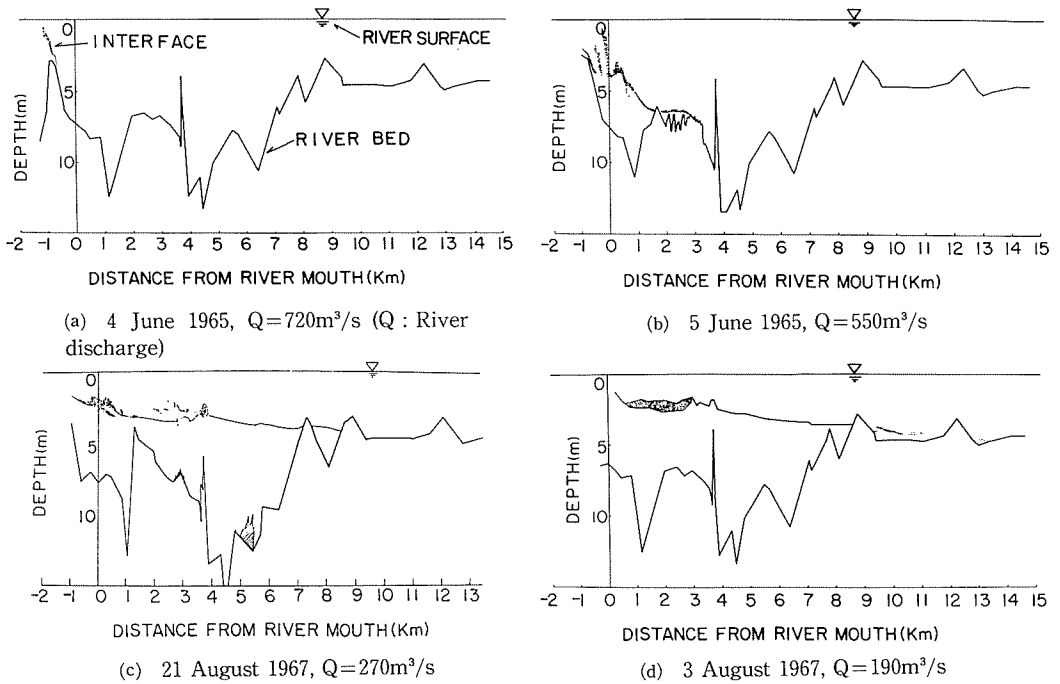 0
INTERFACE
RIVER SURFACE
5
10
DEPTH(m)
RIVER BED
-2 -1 0 1 2 3 4 5 6 7 8 9 10 11 12 13 14 15
DISTANCE FROM RIVER MOUTH(Km)
(a) 4 June 1965, Q=720m³/s (Q : River
discharge)
0
RIVER SURFACE
5
10
DEPTH(m)
-2 -1 0 1 2 3 4 5 6 7 8 9 10 11 12 13 14 15
DISTANCE FROM RIVER MOUTH(Km)
(b) 5 June 1965, Q=550m³/s
0
5
10
DEPTH(m)
-2 -1 0 1 2 3 4 5 6 7 8 9 10 11 12 13
DISTANCE FROM RIVER MOUTH(Km)
(c) 21 August 1967, Q=270m³/s
0
5
10
DEPTH(m)
-2 -1 0 1 2 3 4 5 6 7 8 9 10 11 12 13 14 15
DISTANCE FROM RIVER MOUTH(Km)
(d) 3 August 1967, Q=190m³/s